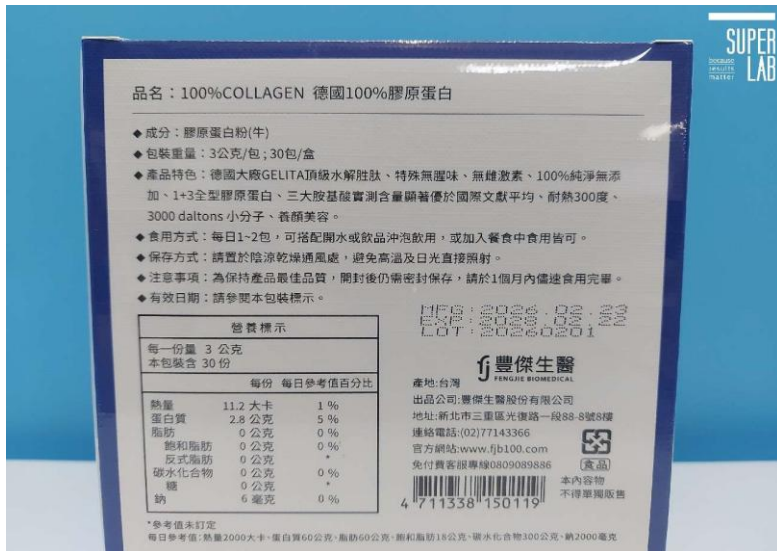 SUPER
LAB
because
results
matter
品名：100%COLLAGEN 德國100%膠原蛋白
◆成分：膠原蛋白粉(牛)
◆包裝重量：3公克/包；30包/盒
◆產品特色：德國大廠GELITA頂級水解胜肽、特殊無腥味、無雌激素、100%純淨無添
加、1+3全型膠原蛋白、三大胺基酸實測含量顯著優於國際文獻平均、耐熱300度、
3000 daltons 小分子、養顏美容。
◆食用方式：每日1~2包，可搭配開水或飲品沖泡飲用，或加入餐食中食用皆可。
◆保存方式：請置於陰涼乾燥通風處，避免高溫及日光直接照射。
◆注意事項：為保持產品最佳品質，開封後仍需密封保存，請於1個月內儘速食用完畢。
◆有效日期：請參閱本包裝標示。
MFG:2026.02.23
EXP:2028.02.22
LOT:20260201
營養標示
每一份量 3 公克
本包裝含 30 份
每份 每日參考值百分比
熱量 11.2 大卡 1 %
蛋白質 2.8 公克 5 %
脂肪 0 公克 0 %
飽和脂肪 0 公克 0 %
反式脂肪 0 公克 *
碳水化合物 0 公克 0 %
糖 0 公克 *
鈉 6 毫克 0 %
*參考值未訂定
每日參考值:熱量2000大卡、蛋白質60公克、脂肪60公克、飽和脂肪18公克、碳水化合物300公克、鈉2000毫克
fj 豐傑生醫
FENGJIE BIOMEDICAL
產地:台灣
出品公司:豐傑生醫股份有限公司
地址:新北市三重區光復路一段88-8號8樓
連絡電話:(02)77143366
官方網站:www.fjb100.com
免付費客服專線0809089886
食品
本內容物
不得單獨販售
4 711338 150119